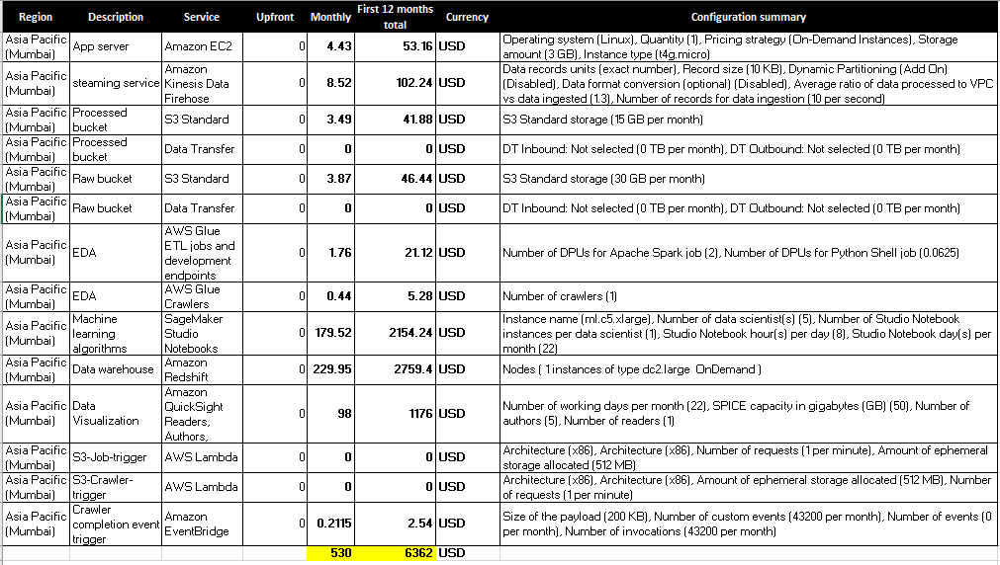 Region Description Service Upfront Monthly First 12 months total Currency Configuration summary
Asia Pacific (Mumbai) App server Amazon EC2 0 4.43 53.16 USD Operating system (Linux), Quantity (1), Pricing strategy (On-Demand Instances), Storage amount (3 GB), Instance type (t4g.micro)
Asia Pacific (Mumbai) steaming service Amazon Kinesis Data Firehose 0 8.52 102.24 USD Data records units (exact number), Record size (10 KB), Dynamic Partitioning (Add On) (Disabled), Data format conversion (optional) (Disabled), Average ratio of data processed to VPC vs data ingested (1.3), Number of records for data ingestion (10 per second)
Asia Pacific (Mumbai) Processed bucket S3 Standard 0 3.49 41.88 USD S3 Standard storage (15 GB per month)
Asia Pacific (Mumbai) Processed bucket Data Transfer 0 0 0 USD DT Inbound: Not selected (0 TB per month), DT Outbound: Not selected (0 TB per month)
Asia Pacific (Mumbai) Raw bucket S3 Standard 0 3.87 46.44 USD S3 Standard storage (30 GB per month)
Asia Pacific (Mumbai) Raw bucket Data Transfer 0 0 0 USD DT Inbound: Not selected (0 TB per month), DT Outbound: Not selected (0 TB per month)
Asia Pacific (Mumbai) EDA AWS Glue ETL jobs and development endpoints 0 1.76 21.12 USD Number of DPUs for Apache Spark job (2), Number of DPUs for Python Shell job (0.0625)
Asia Pacific (Mumbai) EDA AWS Glue Crawlers 0 0.44 5.28 USD Number of crawlers (1)
Asia Pacific (Mumbai) Machine learning algorithms SageMaker Studio Notebooks 0 179.52 2154.24 USD Instance name (ml.c5.xlarge), Number of data scientist(s) (5), Number of Studio Notebook instances per data scientist (1), Studio Notebook hour(s) per day (8), Studio Notebook day(s) per month (22)
Asia Pacific (Mumbai) Data warehouse Amazon Redshift 0 229.95 2759.4 USD Nodes ( 1 instances of type dc2.large OnDemand )
Asia Pacific (Mumbai) Data Visualization Amazon QuickSight Readers, Authors, 0 98 1176 USD Number of working days per month (22), SPICE capacity in gigabytes (GB) (50), Number of authors (5), Number of readers (1)
Asia Pacific (Mumbai) S3-Job-trigger AWS Lambda 0 0 0 USD Architecture (x86), Architecture (x86), Number of requests (1 per minute), Amount of ephemeral storage allocated (512 MB)
Asia Pacific (Mumbai) S3-Crawler-trigger AWS Lambda 0 0 0 USD Architecture (x86), Architecture (x86), Amount of ephemeral storage allocated (512 MB), Number of requests (1 per minute)
Asia Pacific (Mumbai) Crawler completion event trigger Amazon EventBridge 0 0.2115 2.54 USD Size of the payload (200 KB), Number of custom events (43200 per month), Number of events (0 per month), Number of invocations (43200 per month)
530 6362 USD